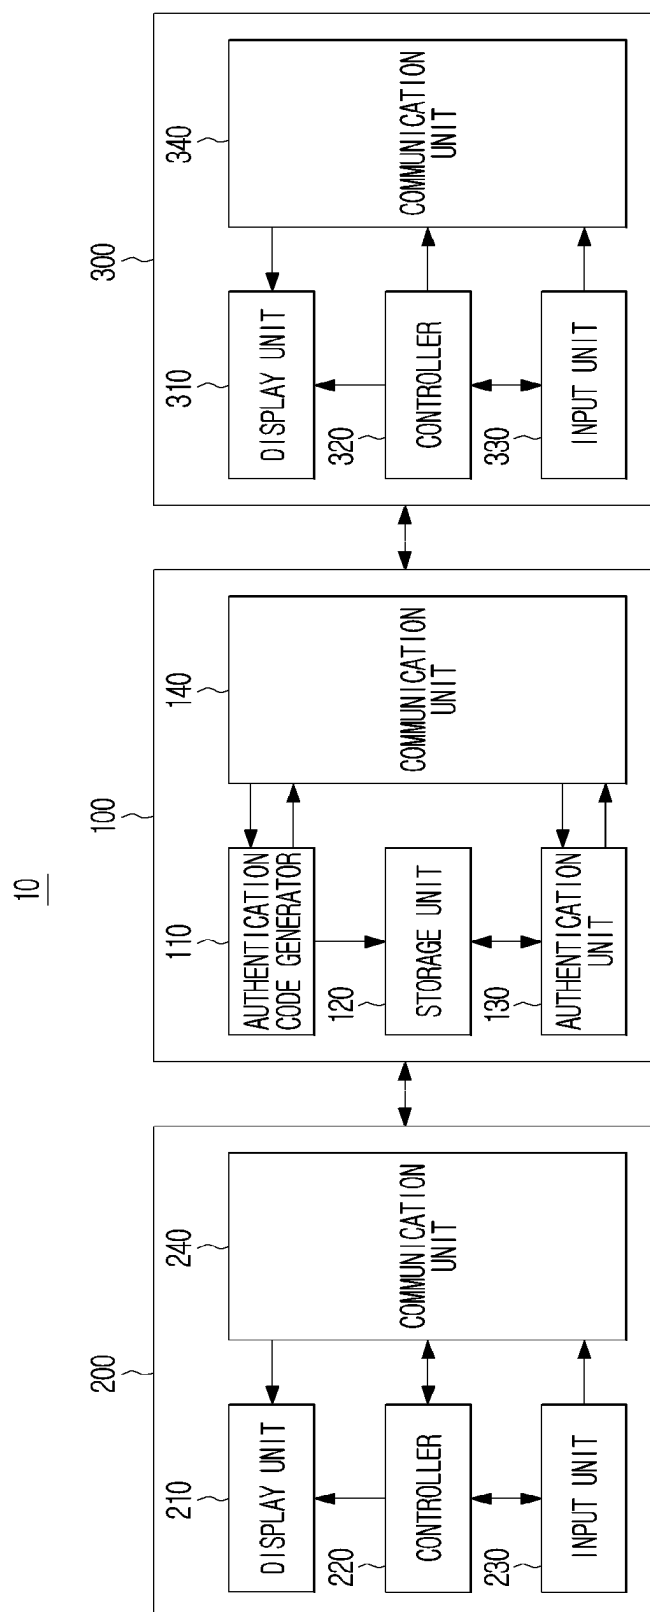 10
200
210
DISPLAY UNIT
220
CONTROLLER
230
INPUT UNIT
240
COMMUNICATION
UNIT
100
110
AUTHENTICATION
CODE GENERATOR
120
STORAGE UNIT
130
AUTHENTICATION
UNIT
140
COMMUNICATION
UNIT
300
310
DISPLAY UNIT
320
CONTROLLER
330
INPUT UNIT
340
COMMUNICATION
UNIT